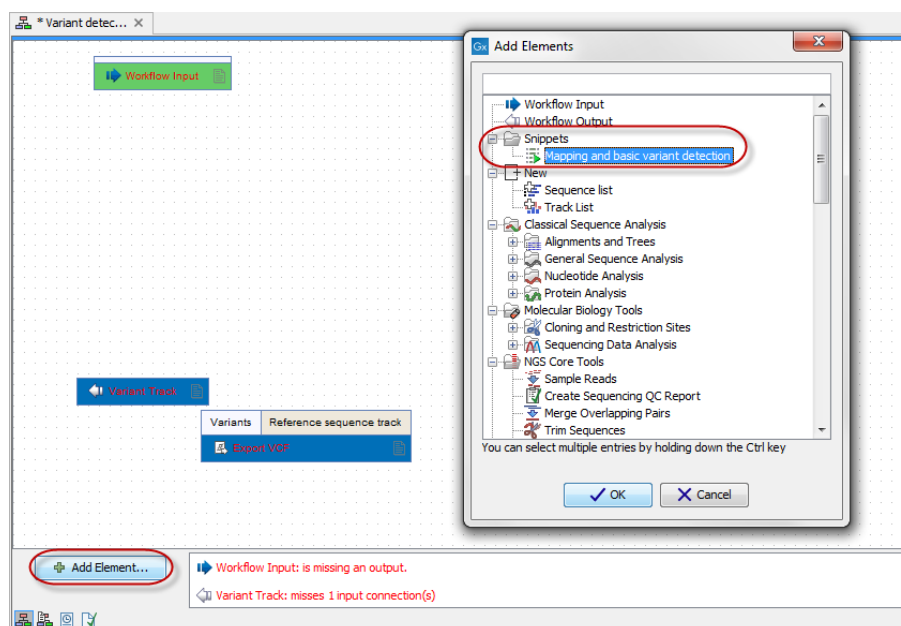 * Variant detec...
Workflow Input
Variant Track
Variants Reference sequence track
Export VCF
Gx Add Elements
Workflow Input
Workflow Output
Snippets
Mapping and basic variant detection
New
Sequence list
Track List
Classical Sequence Analysis
Alignments and Trees
General Sequence Analysis
Nucleotide Analysis
Protein Analysis
Molecular Biology Tools
Cloning and Restriction Sites
Sequencing Data Analysis
NGS Core Tools
Sample Reads
Create Sequencing QC Report
Merge Overlapping Pairs
Trim Sequences
You can select multiple entries by holding down the Ctrl key
OK Cancel
Add Element...
Workflow Input: is missing an output.
Variant Track: misses 1 input connection(s)